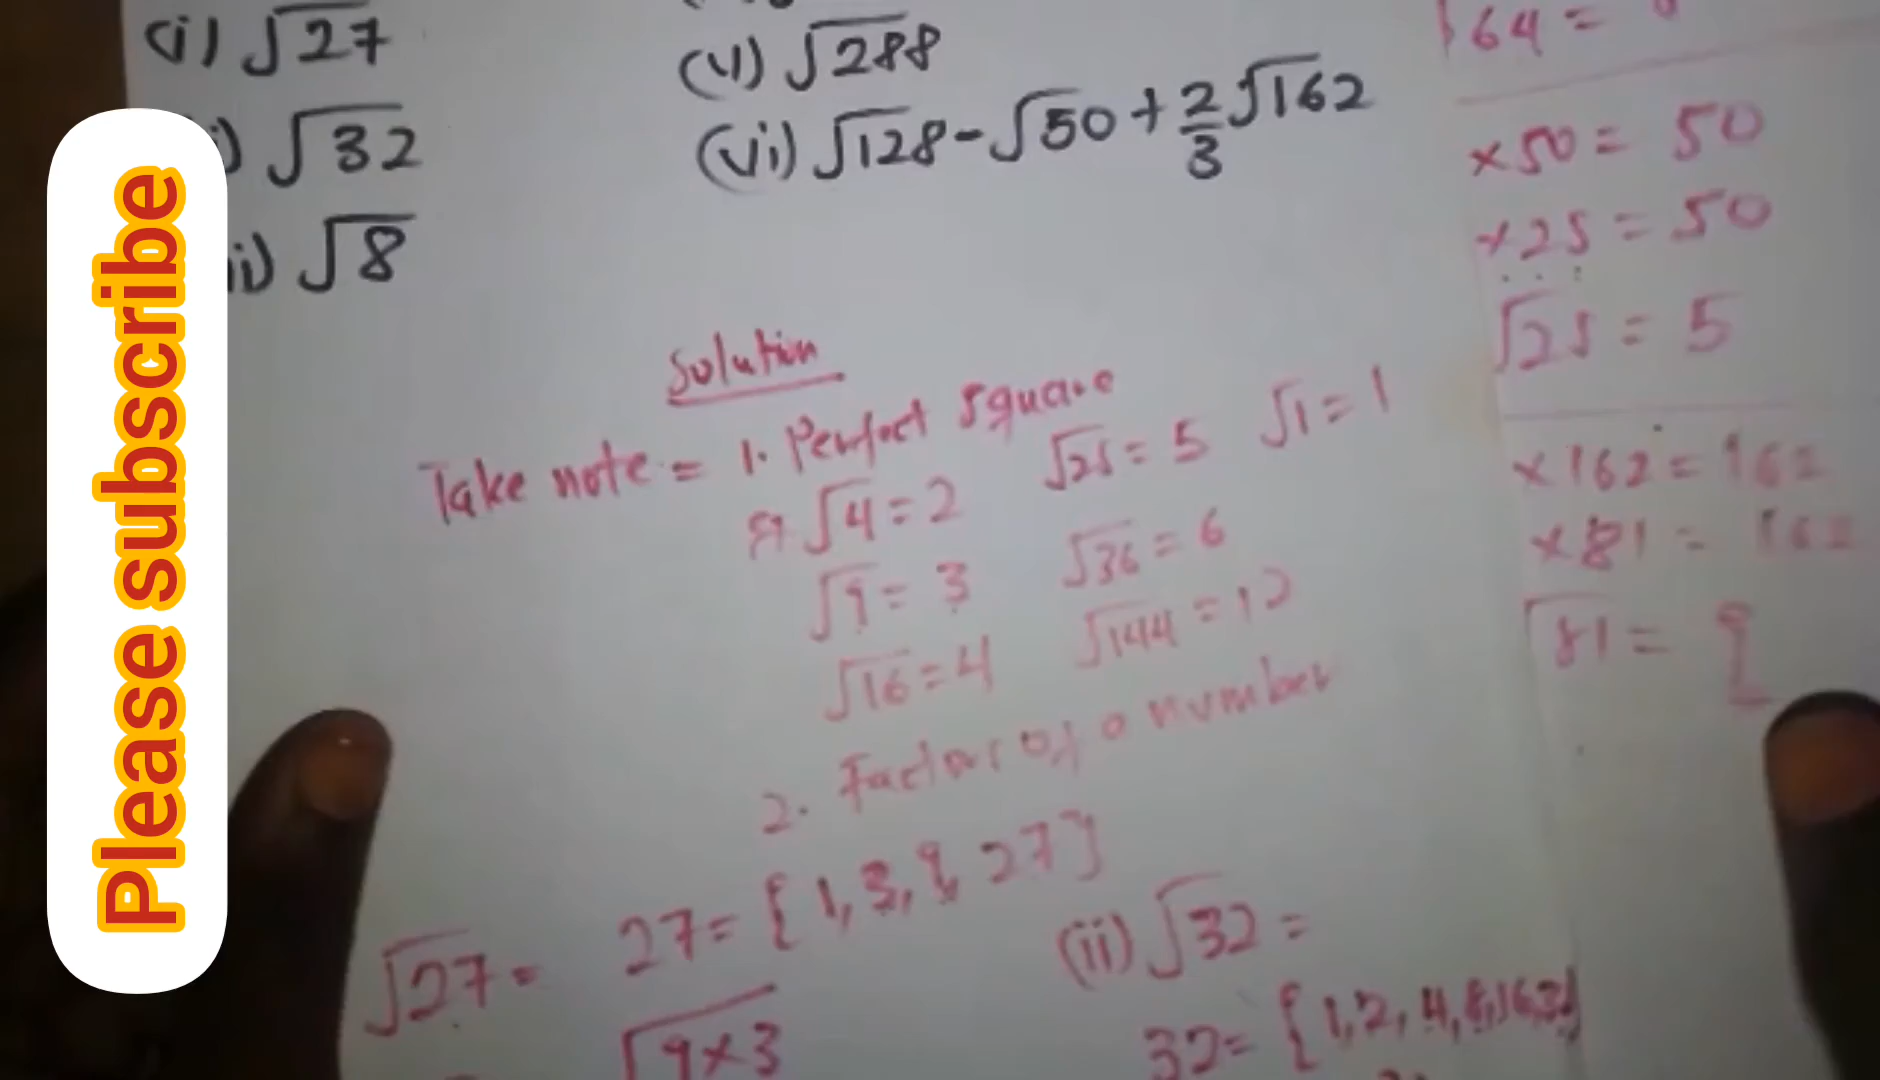 Please subscribe
(i) √27
√32
√8
(v) √288
(vi) √128 - √50 + 2/3 √162
Solution
Take note = 1. Perfect square
√4 = 2
√9 = 3
√16 = 4
√25 = 5
√36 = 6
√144 = 12
√1 = 1
2. Factors of a number
27 = {1, 3, 9, 27}
√27 =
√9×3
(ii) √32 =
32 = {1, 2, 4, 8, 16, 32}
64 =
×50 = 50
×25 = 50
√25 = 5
×162 = 162
×81 = 162
√81 =